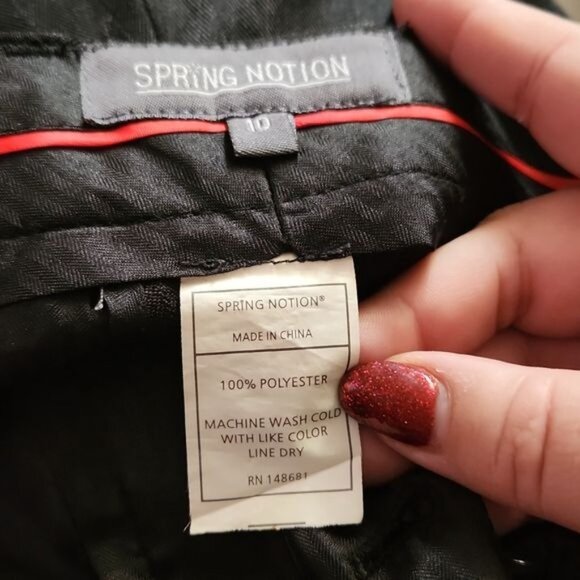 SPRING NOTION
10
SPRING NOTION®
MADE IN CHINA
100% POLYESTER
MACHINE WASH COLD
WITH LIKE COLOR
LINE DRY
RN 148681